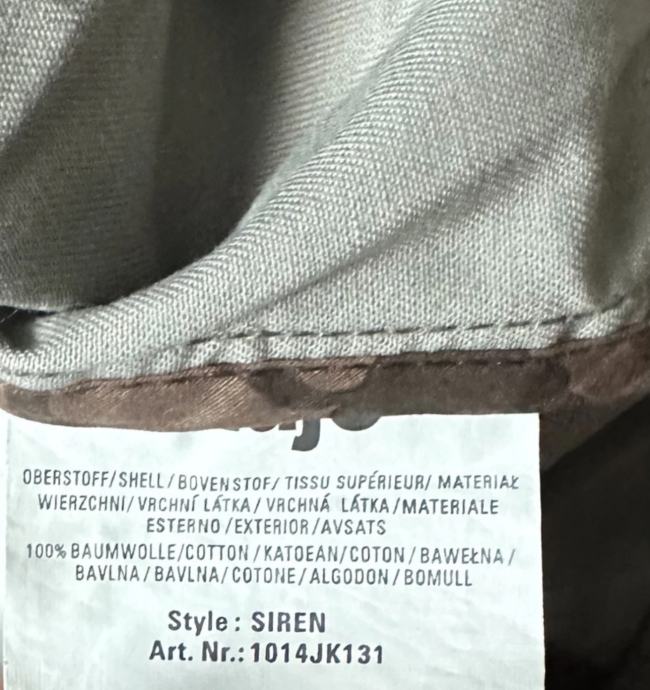 OBERSTOFF/SHELL/BOVENSTOF/ TISSU SUPÉRIEUR/ MATERIAŁ
WIERZCHNI/VRCHNÍ LÁTKA/ VRCHNÁ LÁTKA/MATERIALE
ESTERNO/EXTERIOR/AVSATS
100% BAUMWOLLE/COTTON/KATOEAN/COTON/BAWEŁNA/
BAVLNA/BAVLNA/COTONE/ALGODON/BOMULL
Style: SIREN
Art. Nr.:1014JK131